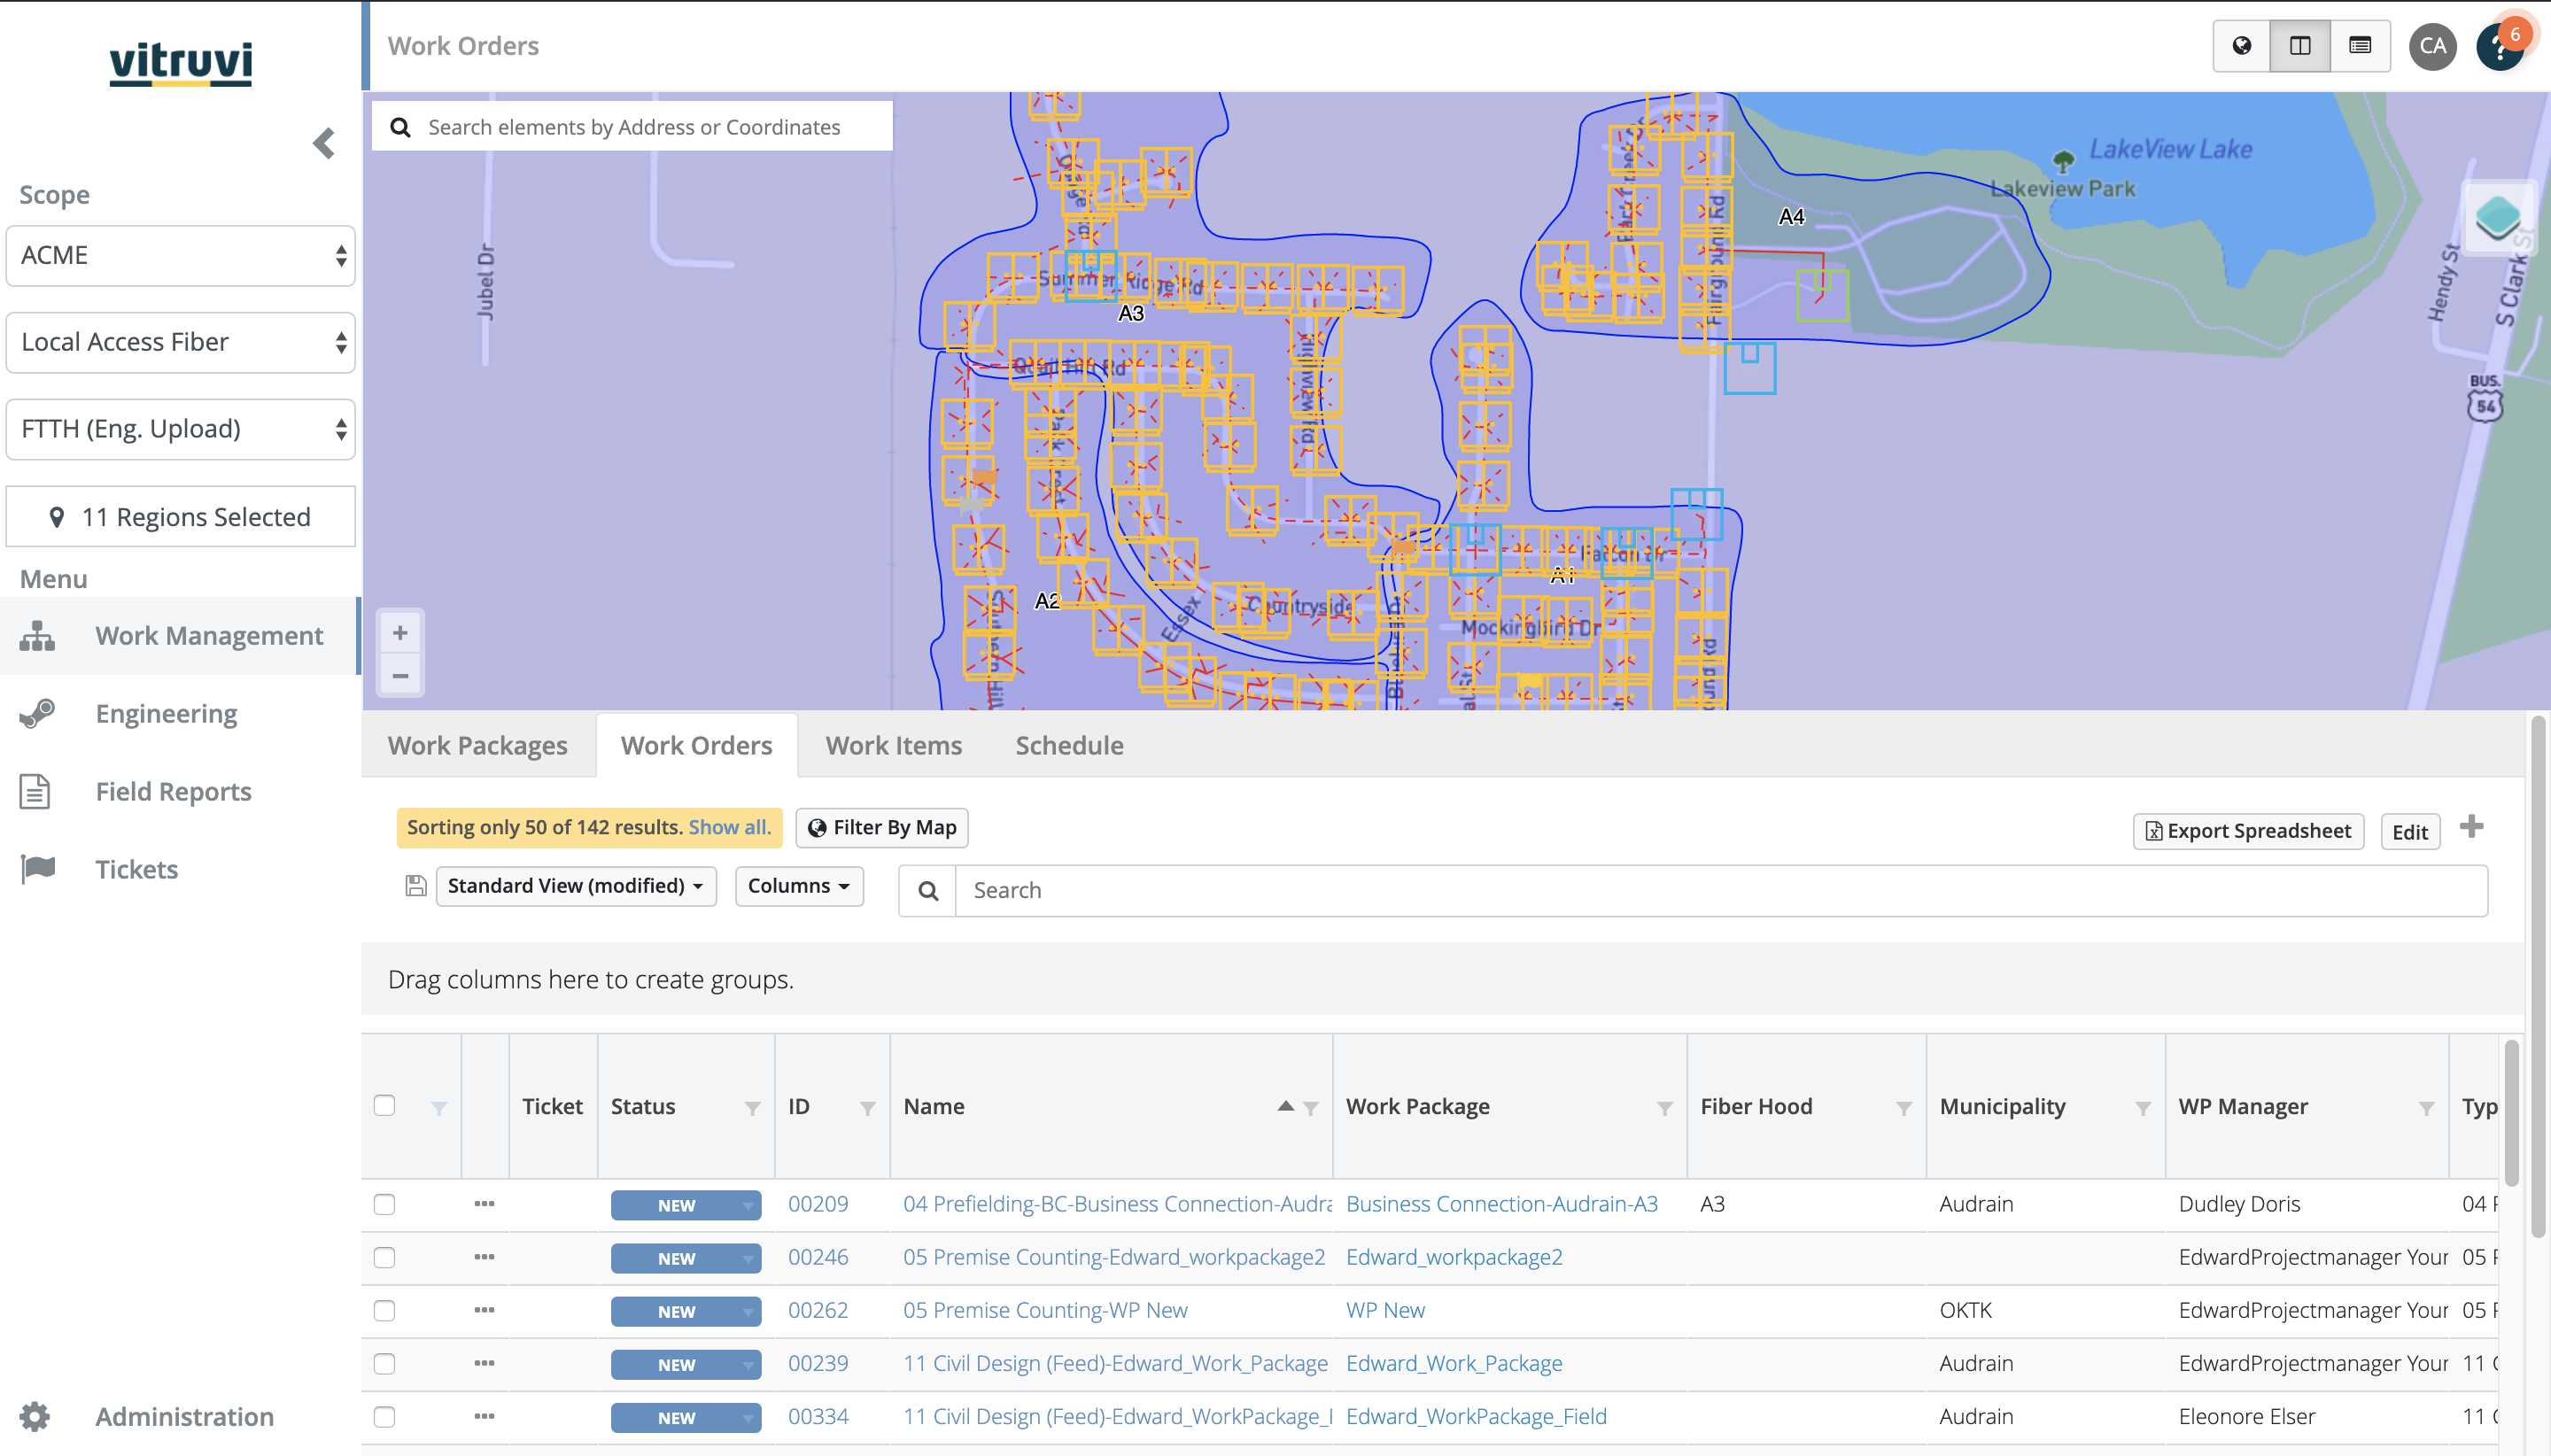 vitruvi
Work Orders
CA
6
?
Scope
ACME
Local Access Fiber
FTTH (Eng. Upload)
11 Regions Selected
Menu
Work Management
Engineering
Field Reports
Tickets
Administration
Search elements by Address or Coordinates
LakeView Lake
Lakeview Park
A4
Jubel Dr
Hendy St
S Clark St
BUS.
54
Summer Ridge Rd
A3
Quail Hill Rd
A2
Essex
Countryside
A1
Mockingbird Dr
+
−
Work Packages
Work Orders
Work Items
Schedule
Sorting only 50 of 142 results. Show all.
Filter By Map
Export Spreadsheet
Edit
+
Standard View (modified)
Columns
Search
Drag columns here to create groups.
Ticket Status ID Name Work Package Fiber Hood Municipality WP Manager Typ
NEW 00209 04 Prefielding-BC-Business Connection-Audra Business Connection-Audrain-A3 A3 Audrain Dudley Doris 04
NEW 00246 05 Premise Counting-Edward_workpackage2 Edward_workpackage2 EdwardProjectmanager Your 05
NEW 00262 05 Premise Counting-WP New WP New OKTK EdwardProjectmanager Your 05
NEW 00239 11 Civil Design (Feed)-Edward_Work_Package Edward_Work_Package Audrain EdwardProjectmanager Your 11
NEW 00334 11 Civil Design (Feed)-Edward_WorkPackage_ Edward_WorkPackage_Field Audrain Eleonore Elser 11